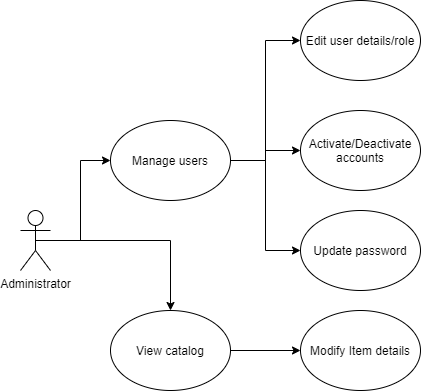 Edit user details/role
Activate/Deactivate
accounts
Manage users
Update password
Administrator
View catalog
Modify Item details